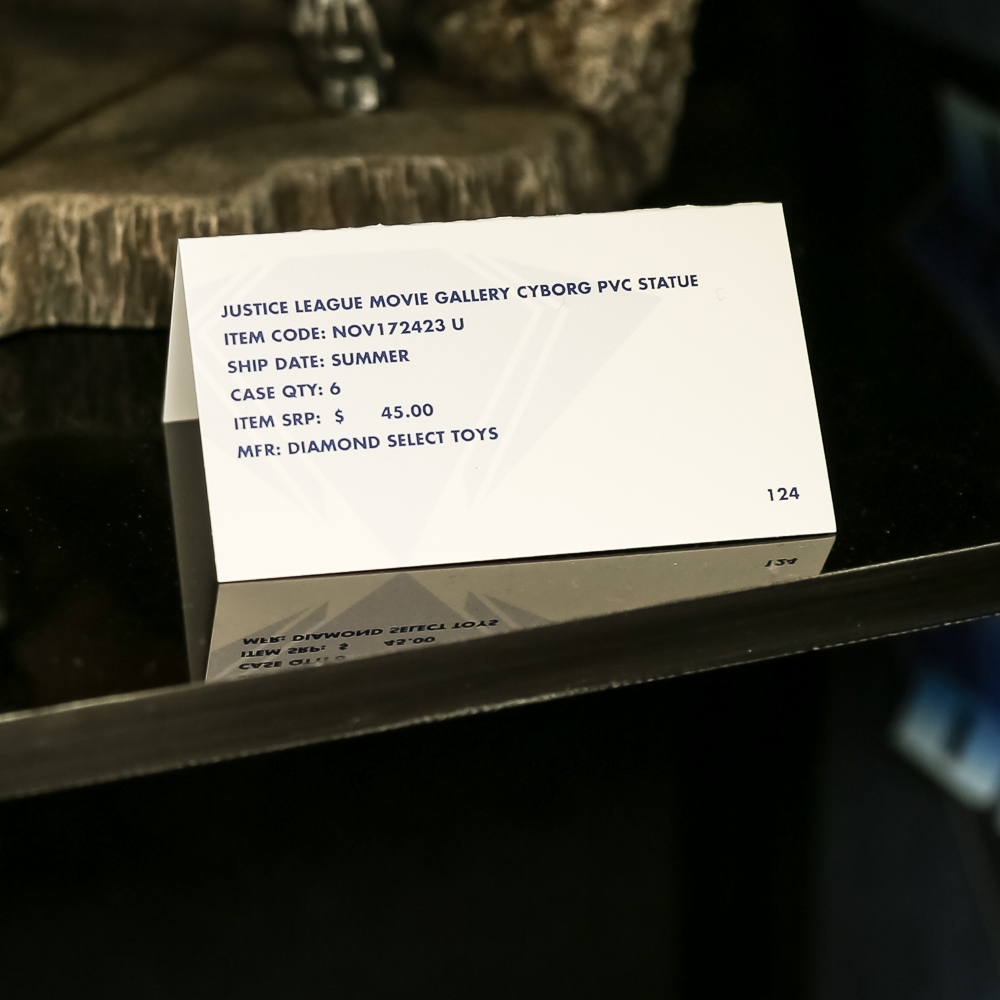 JUSTICE LEAGUE MOVIE GALLERY CYBORG PVC STATUE
ITEM CODE: NOV172423 U
SHIP DATE: SUMMER
CASE QTY: 6
ITEM SRP: $ 45.00
MFR: DIAMOND SELECT TOYS
124